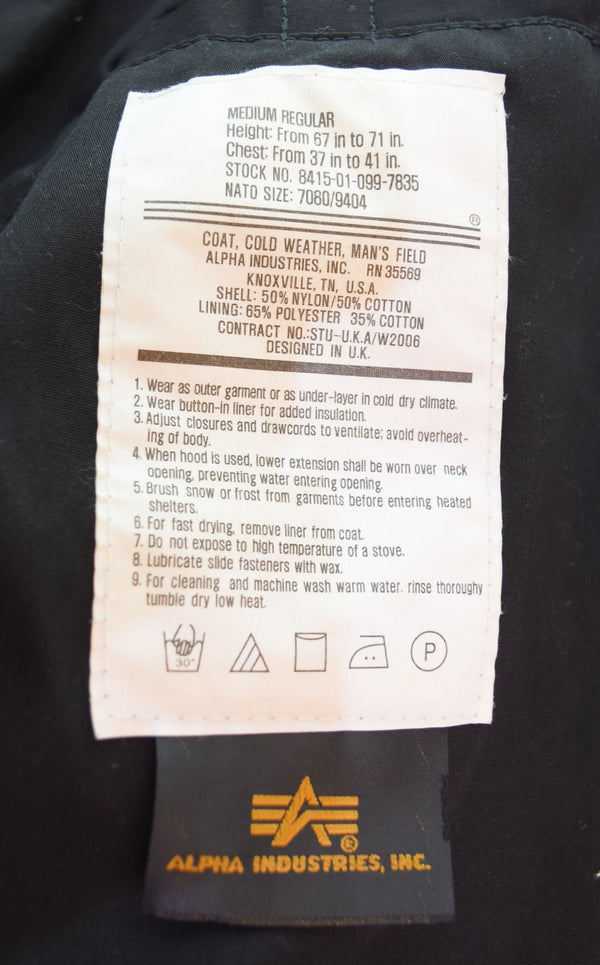 MEDIUM REGULAR
Height: From 67 in to 71 in.
Chest: From 37 in to 41 in.
STOCK NO. 8415-01-099-7835
NATO SIZE: 7080/9404
®
COAT, COLD WEATHER, MAN'S FIELD
ALPHA INDUSTRIES, INC. RN 35569
KNOXVILLE, TN, U.S.A.
SHELL: 50% NYLON/50% COTTON
LINING: 65% POLYESTER 35% COTTON
CONTRACT NO.:STU-U.K.A/W2006
DESIGNED IN U.K.
1. Wear as outer garment or as under-layer in cold dry climate.
2. Wear button-in liner for added insulation.
3. Adjust closures and drawcords to ventilate; avoid overheat-
ing of body.
4. When hood is used, lower extension shall be worn over neck
opening, preventing water entering opening.
5. Brush snow or frost from garments before entering heated
shelters.
6. For fast drying, remove liner from coat.
7. Do not expose to high temperature of a stove.
8. Lubricate slide fasteners with wax.
9. For cleaning and machine wash warm water. rinse thoroughy
tumble dry low heat.
30° P
®
ALPHA INDUSTRIES, INC.